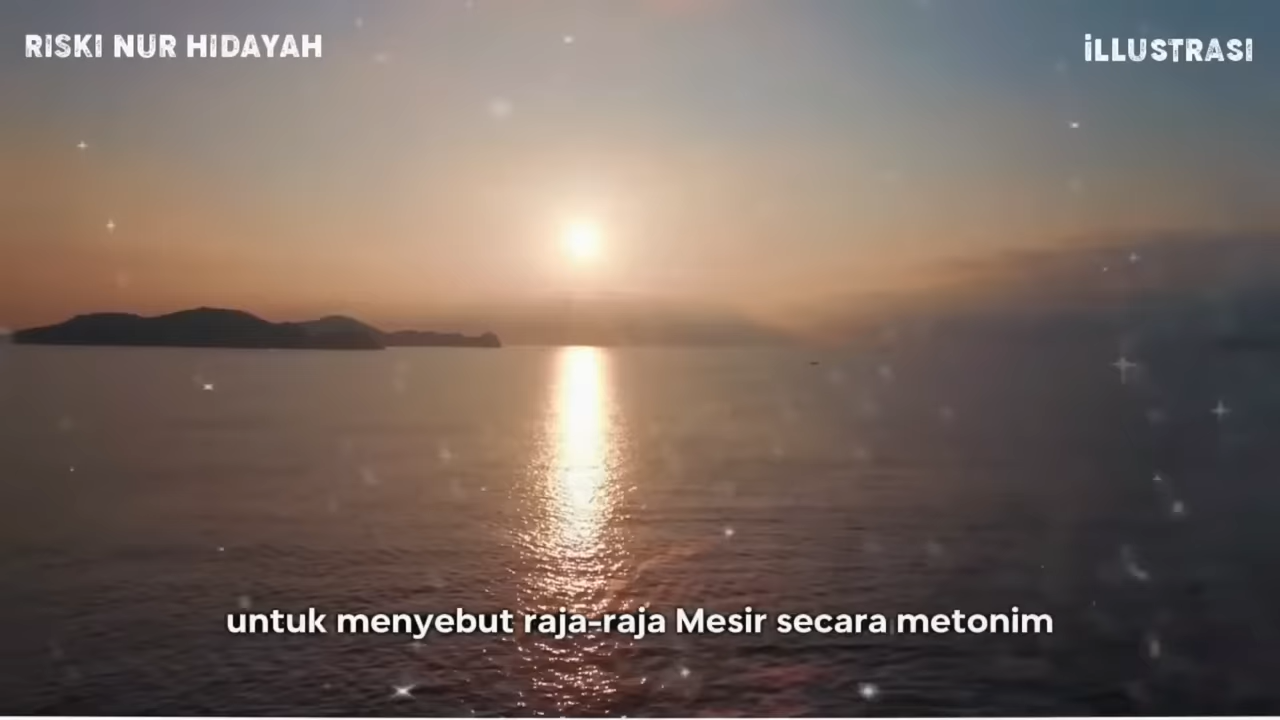 RISKI NUR HIDAYAH
İLLUSTRASI
untuk menyebut raja-raja Mesir secara metonim